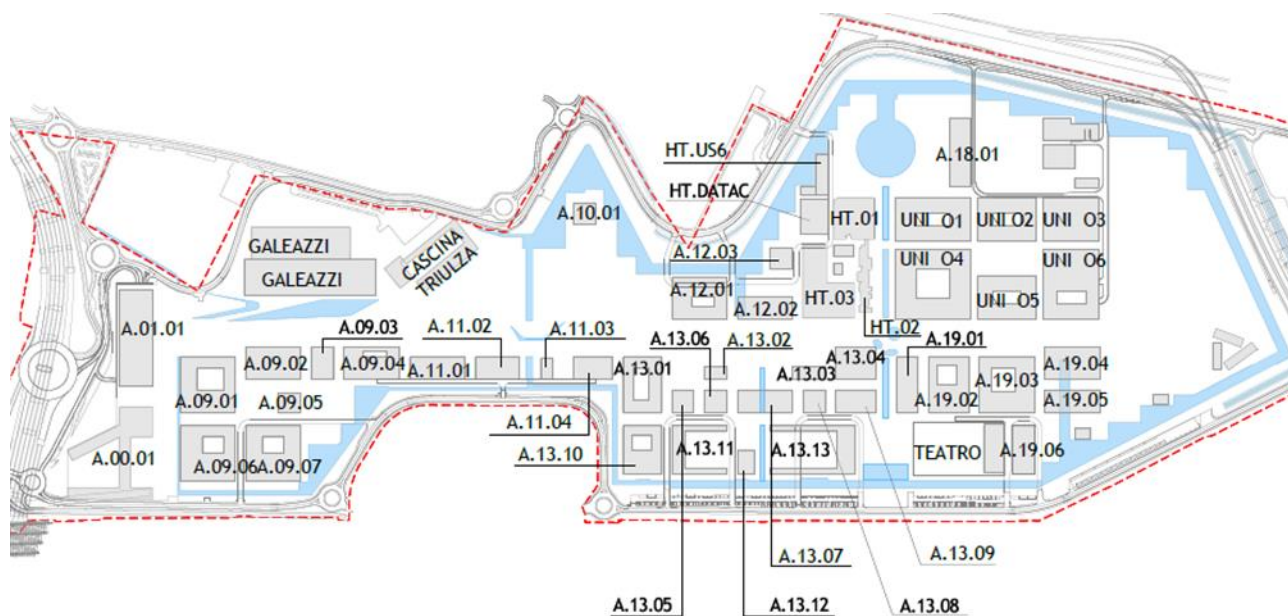 HT.US6
A.18.01
HT.DATAC
A.10.01
HT.01
UNI O1
UNI O2
UNI O3
GALEAZZI
CASCINA
TRIULZA
A.12.03
UNI O4
UNI O6
GALEAZZI
A.12.01
HT.03
UNI O5
A.01.01
A.12.02
HT.02
A.09.03
A.11.02
A.11.03
A.13.06
A.13.02
A.19.01
A.09.02
A.09.04
A.11.01
A.13.01
A.13.03
A.13.04
A.19.03
A.19.04
A.09.01
A.09.05
A.19.02
A.19.05
A.11.04
A.00.01
A.09.06
A.09.07
A.13.10
A.13.11
A.13.13
TEATRO
A.19.06
A.13.07
A.13.09
A.13.05
A.13.12
A.13.08